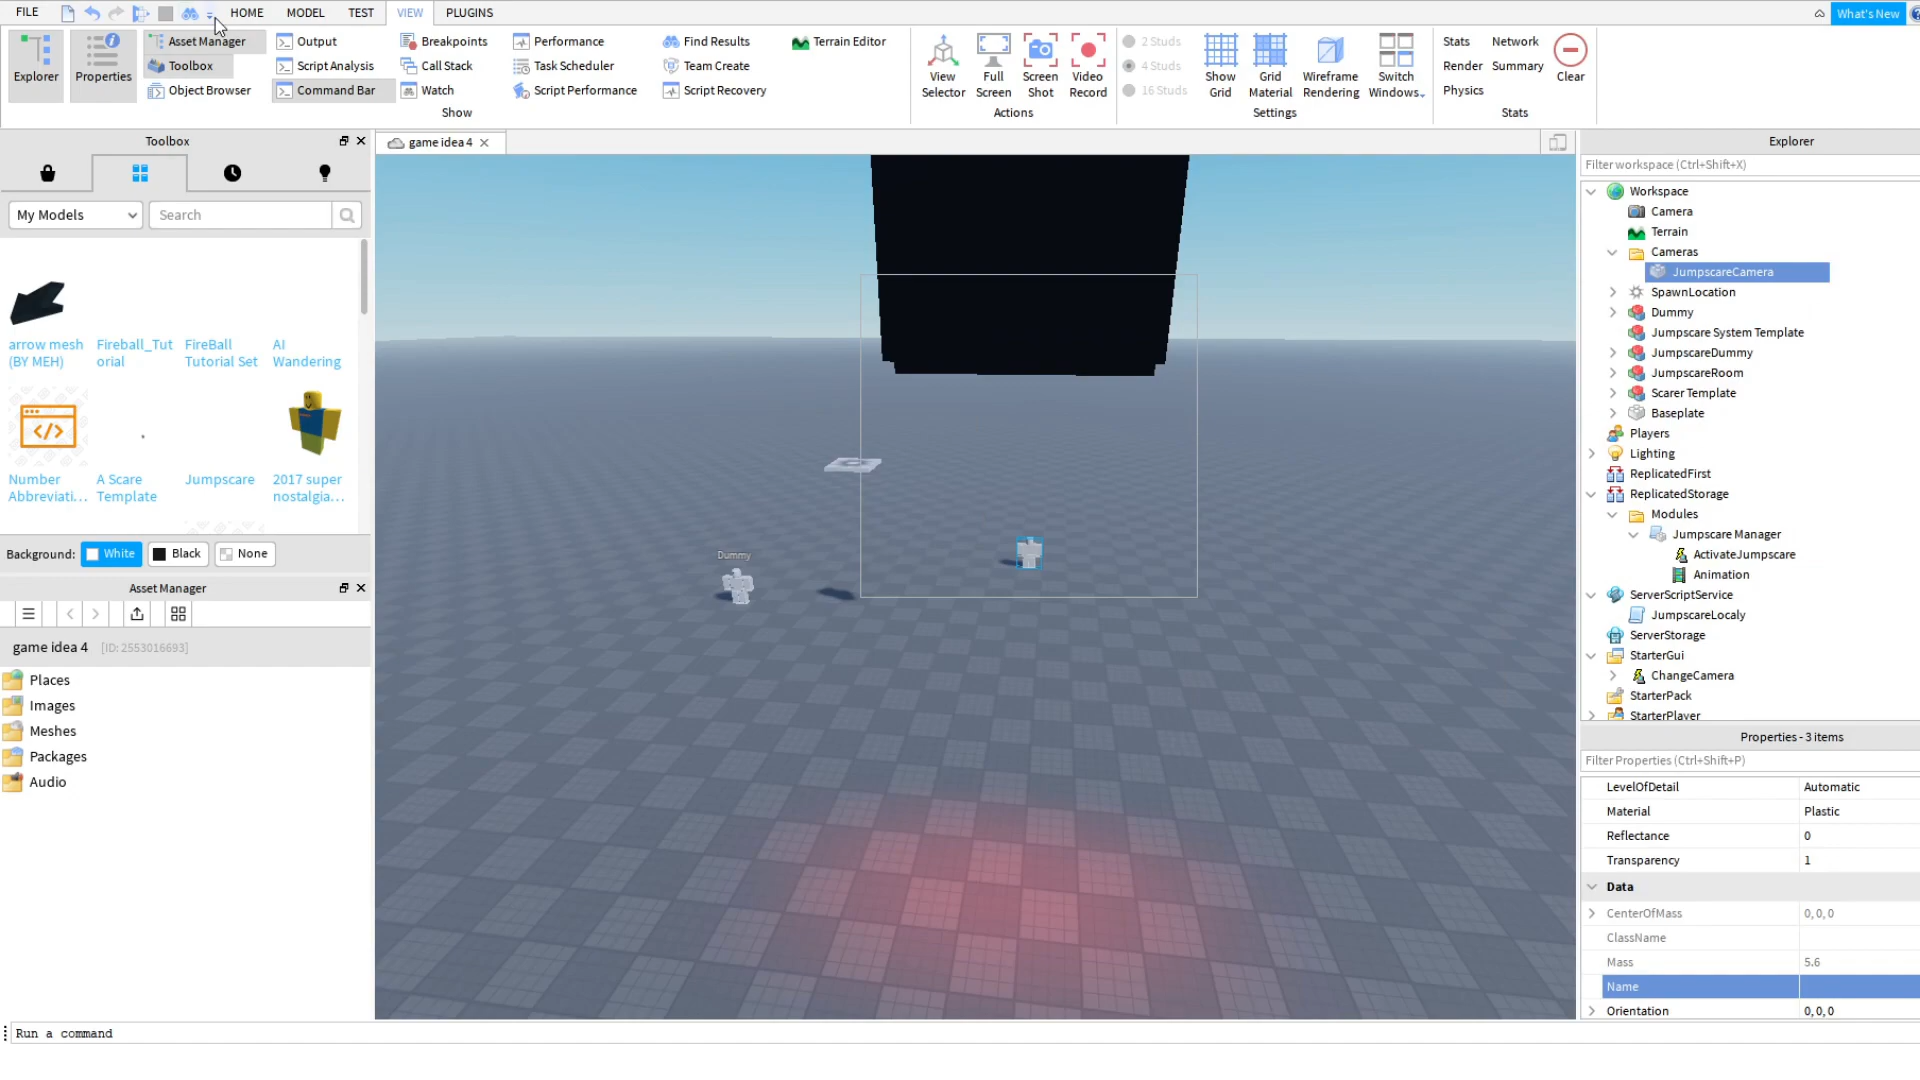 FILE
HOME
MODEL
TEST
VIEW
PLUGINS
What's New
Explorer
Properties
Asset Manager
Toolbox
Object Browser
Output
Script Analysis
Command Bar
Breakpoints
Call Stack
Watch
Performance
Task Scheduler
Script Performance
Find Results
Team Create
Script Recovery
Terrain Editor
Show
View
Selector
Full
Screen
Screen
Shot
Video
Record
Actions
2 Studs
4 Studs
16 Studs
Show
Grid
Grid
Material
Wireframe
Rendering
Switch
Windows
Settings
Stats
Network
Render
Summary
Physics
Clear
Stats
Toolbox
My Models
Search
arrow mesh
(BY MEH)
Fireball_Tut
orial
FireBall
Tutorial Set
AI
Wandering
Number
Abbreviati...
A Scare
Template
Jumpscare
2017 super
nostalgia...
Background:
White
Black
None
Asset Manager
game idea 4 [ID: 2553016693]
Places
Images
Meshes
Packages
Audio
game idea 4
Dummy
Explorer
Filter workspace (Ctrl+Shift+X)
Workspace
Camera
Terrain
Cameras
JumpscareCamera
SpawnLocation
Dummy
Jumpscare System Template
JumpscareDummy
JumpscareRoom
Scarer Template
Baseplate
Players
Lighting
ReplicatedFirst
ReplicatedStorage
Modules
Jumpscare Manager
ActivateJumpscare
Animation
ServerScriptService
JumpscareLocaly
ServerStorage
StarterGui
ChangeCamera
StarterPack
StarterPlayer
Properties - 3 items
Filter Properties (Ctrl+Shift+P)
LevelOfDetail Automatic
Material Plastic
Reflectance 0
Transparency 1
Data
CenterOfMass 0, 0, 0
ClassName
Mass 5.6
Name
Orientation 0, 0, 0
Run a command